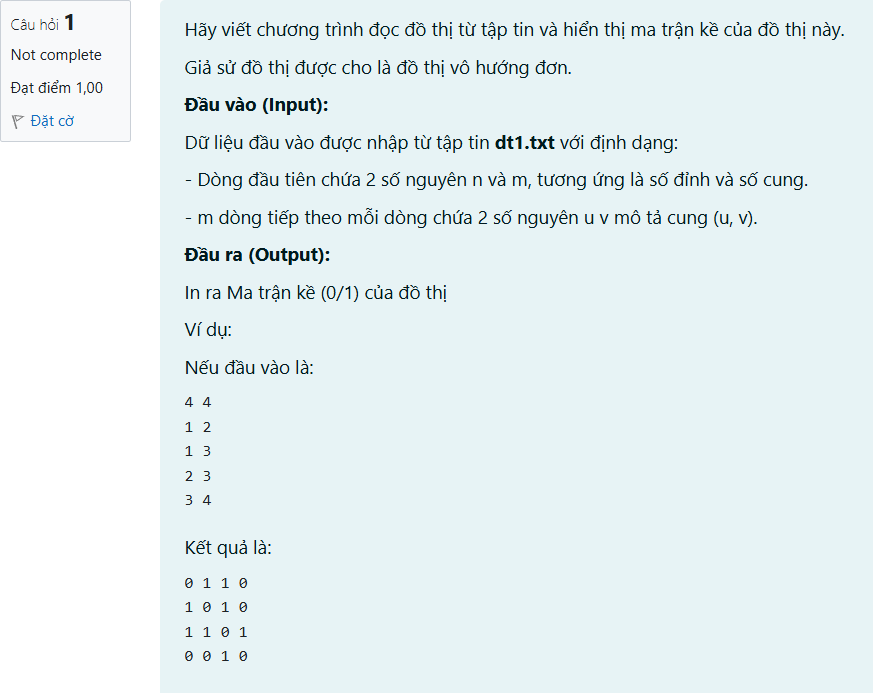 Câu hỏi 1
Not complete
Đạt điểm 1,00
Đặt cờ
Hãy viết chương trình đọc đồ thị từ tập tin và hiển thị ma trận kề của đồ thị này.
Giả sử đồ thị được cho là đồ thị vô hướng đơn.
Đầu vào (Input):
Dữ liệu đầu vào được nhập từ tập tin dt1.txt với định dạng:
- Dòng đầu tiên chứa 2 số nguyên n và m, tương ứng là số đỉnh và số cung.
- m dòng tiếp theo mỗi dòng chứa 2 số nguyên u v mô tả cung (u, v).
Đầu ra (Output):
In ra Ma trận kề (0/1) của đồ thị
Ví dụ:
Nếu đầu vào là:
4 4
1 2
1 3
2 3
3 4
Kết quả là:
0 1 1 0
1 0 1 0
1 1 0 1
0 0 1 0